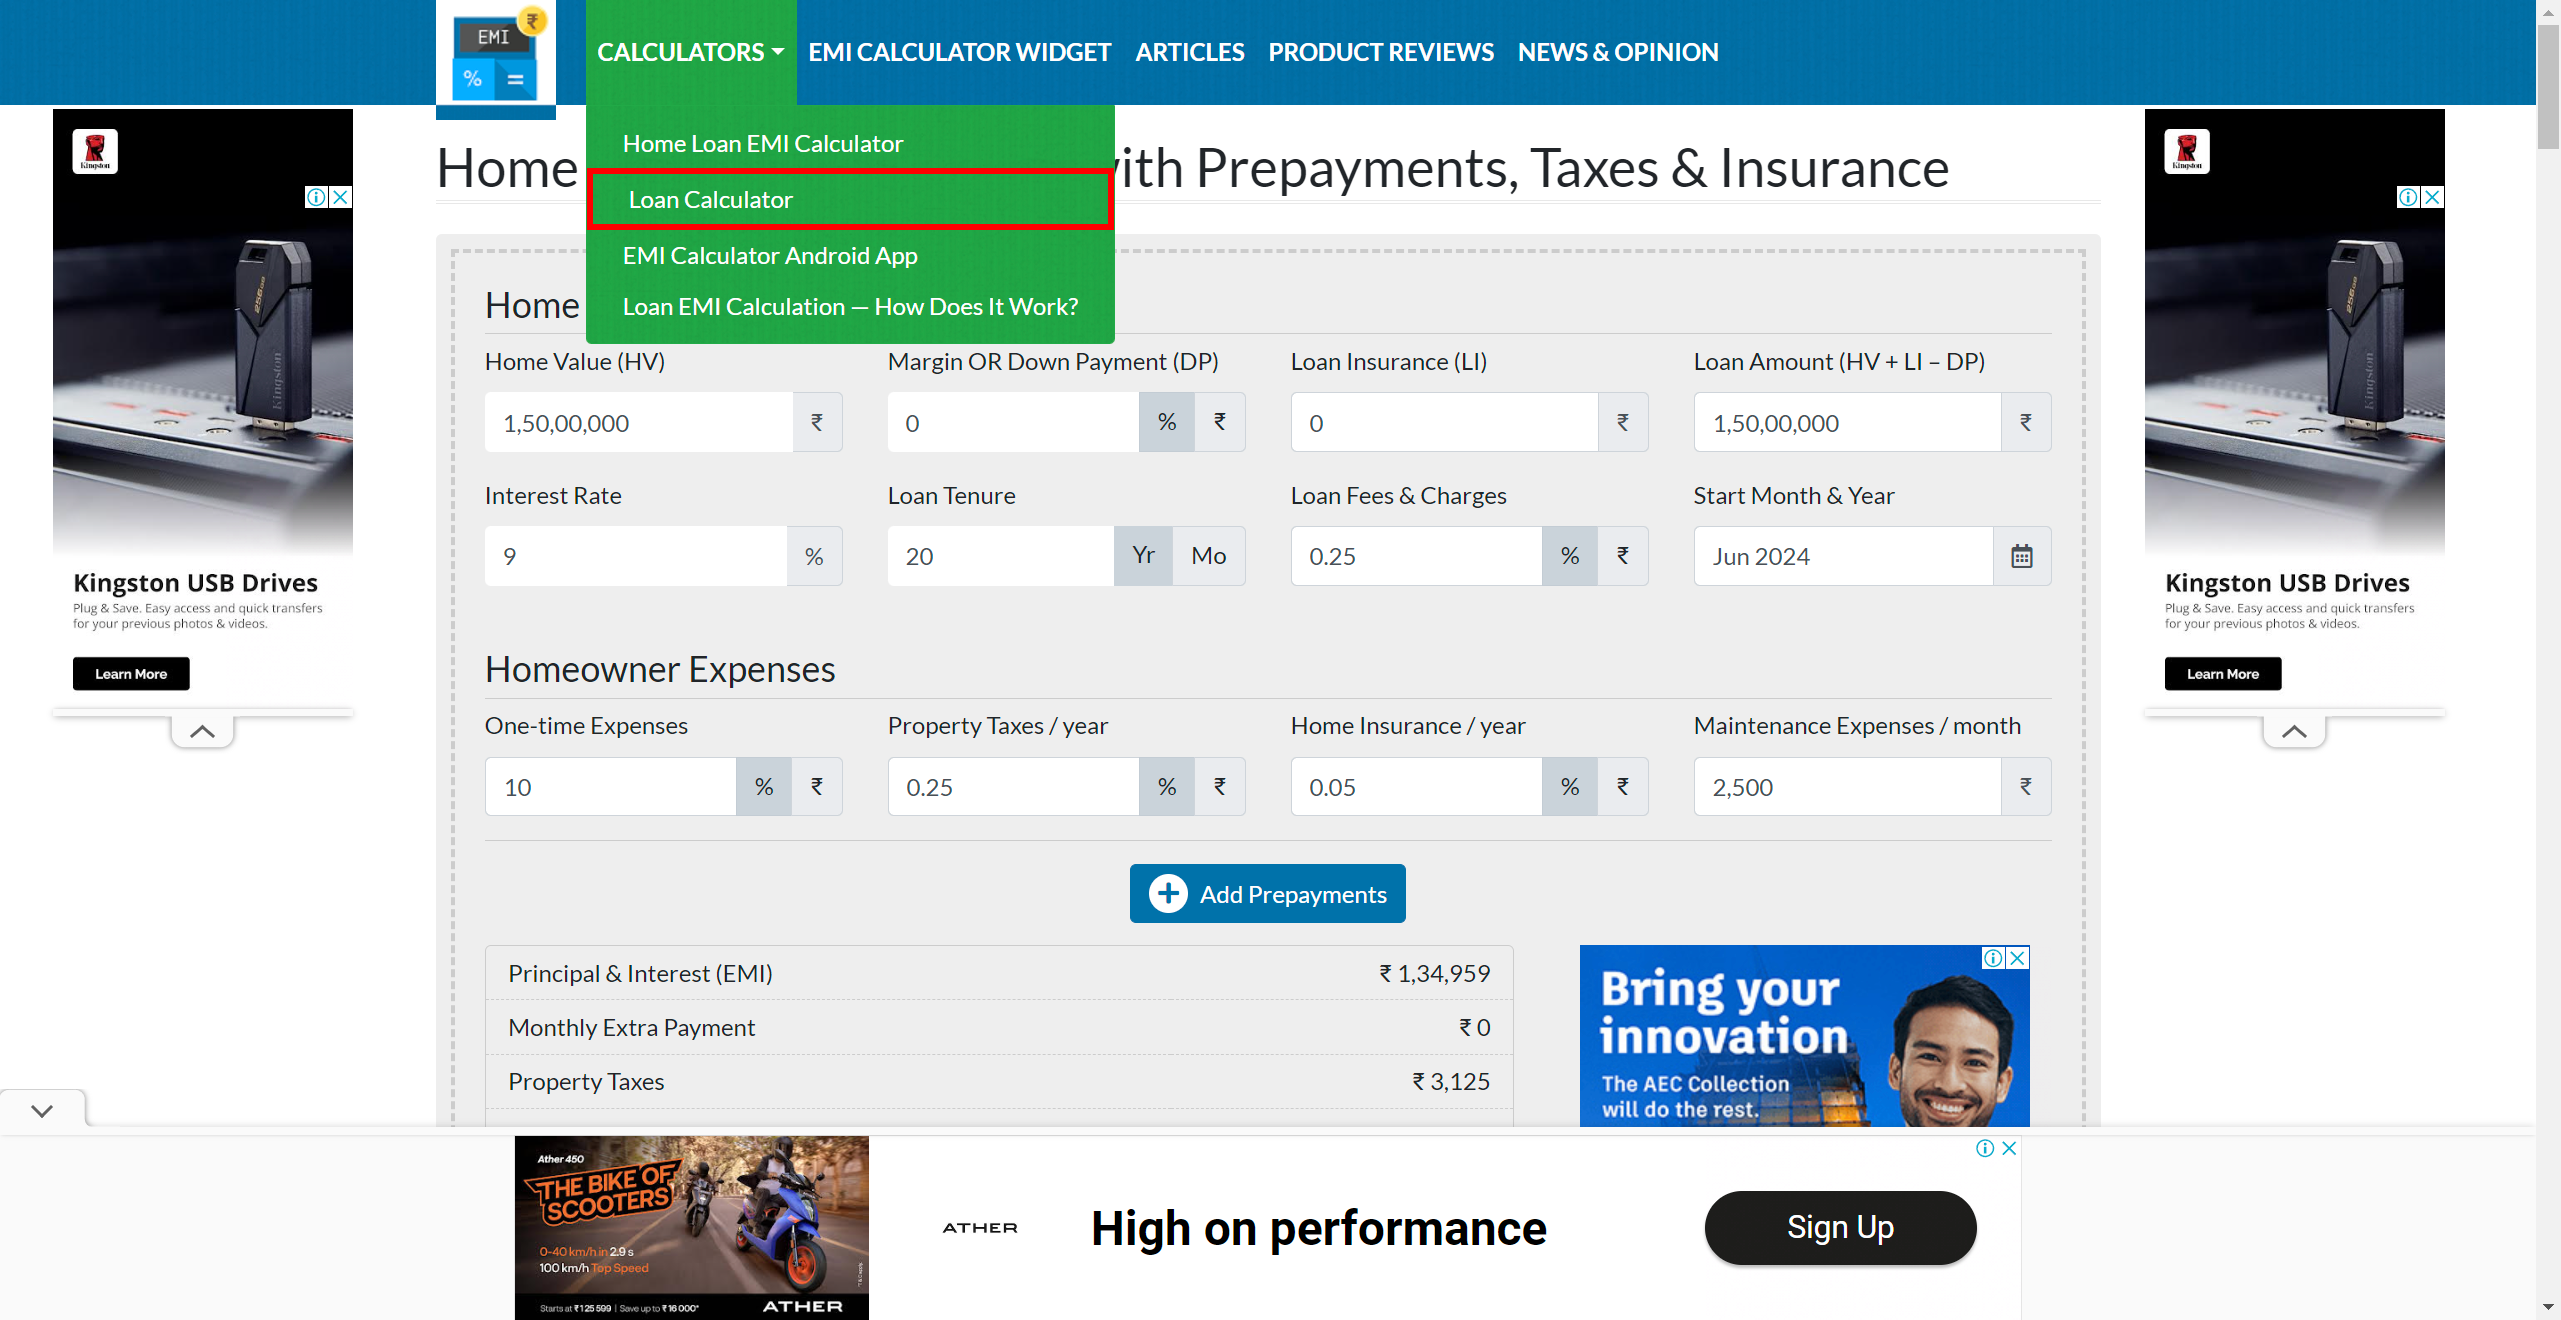 EMI
₹
%
=
CALCULATORS
EMI CALCULATOR WIDGET
ARTICLES
PRODUCT REVIEWS
NEWS & OPINION
Home Loan EMI Calculator
Loan Calculator
EMI Calculator Android App
Loan EMI Calculation — How Does It Work?
Home
ith Prepayments, Taxes & Insurance
Kingston
256GB
Kingston
Kingston USB Drives
Plug & Save. Easy access and quick transfers
for your previous photos & videos.
Learn More
Home
Home Value (HV)
Margin OR Down Payment (DP)
Loan Insurance (LI)
Loan Amount (HV + LI – DP)
1,50,00,000 ₹
0 % ₹
0 ₹
1,50,00,000 ₹
Interest Rate
Loan Tenure
Loan Fees & Charges
Start Month & Year
9 %
20 Yr Mo
0.25 % ₹
Jun 2024
Homeowner Expenses
One-time Expenses
Property Taxes / year
Home Insurance / year
Maintenance Expenses / month
10 % ₹
0.25 % ₹
0.05 % ₹
2,500 ₹
Add Prepayments
Principal & Interest (EMI) ₹ 1,34,959
Monthly Extra Payment ₹ 0
Property Taxes ₹ 3,125
Bring your
innovation
The AEC Collection
will do the rest.
Kingston
256GB
Kingston
Kingston USB Drives
Plug & Save. Easy access and quick transfers
for your previous photos & videos.
Learn More
Ather 450
THE BIKE OF
SCOOTERS
0-40 km/h in 2.9 s
100 km/h Top Speed
Starts at ₹125 599 | Save up to ₹16 000*
ATHER
ATHER
High on performance
Sign Up